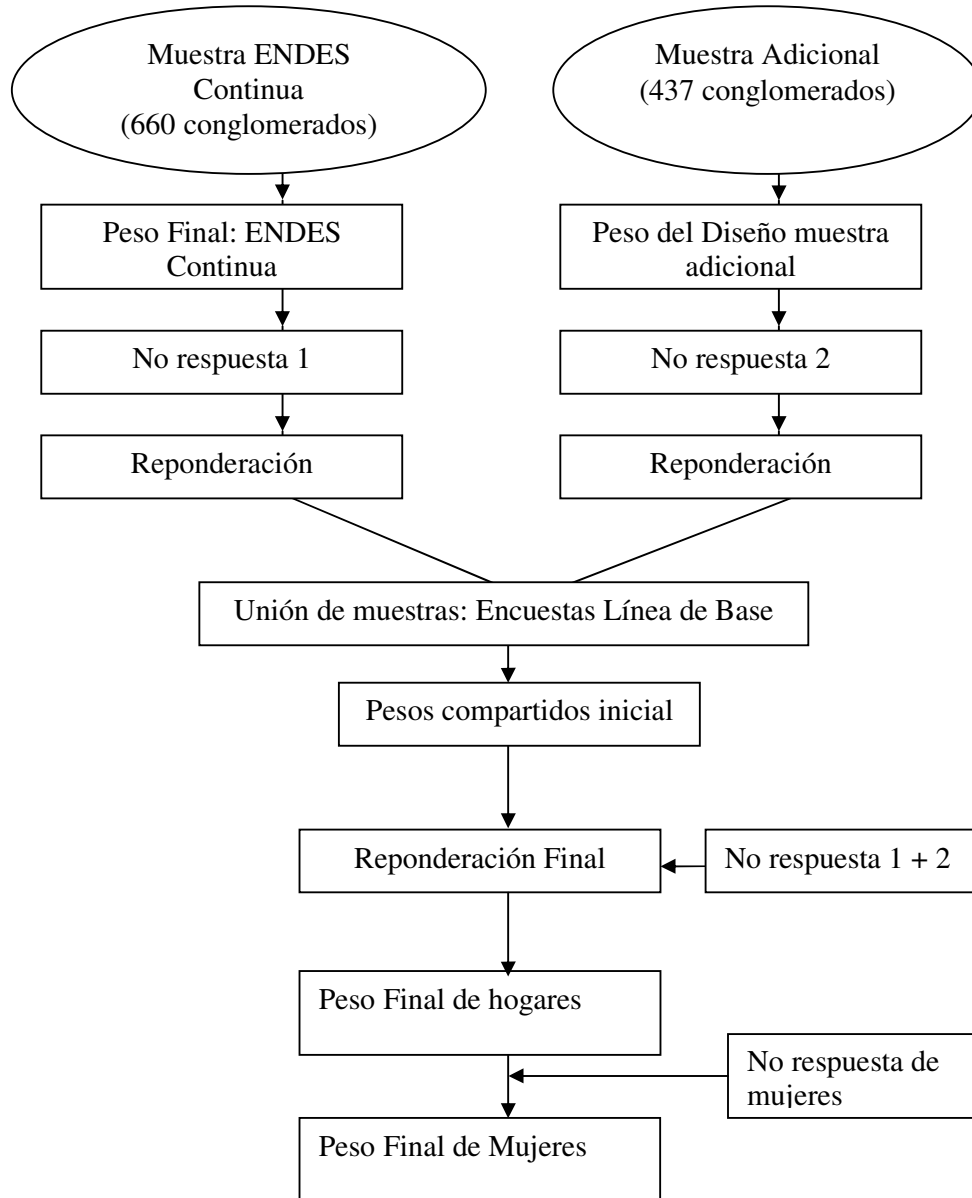 Muestra ENDES
Continua
(660 conglomerados)
Muestra Adicional
(437 conglomerados)
Peso Final: ENDES
Continua
Peso del Diseño muestra
adicional
No respuesta 1
No respuesta 2
Reponderación
Reponderación
Unión de muestras: Encuestas Línea de Base
Pesos compartidos inicial
Reponderación Final
No respuesta 1 + 2
Peso Final de hogares
No respuesta de
mujeres
Peso Final de Mujeres